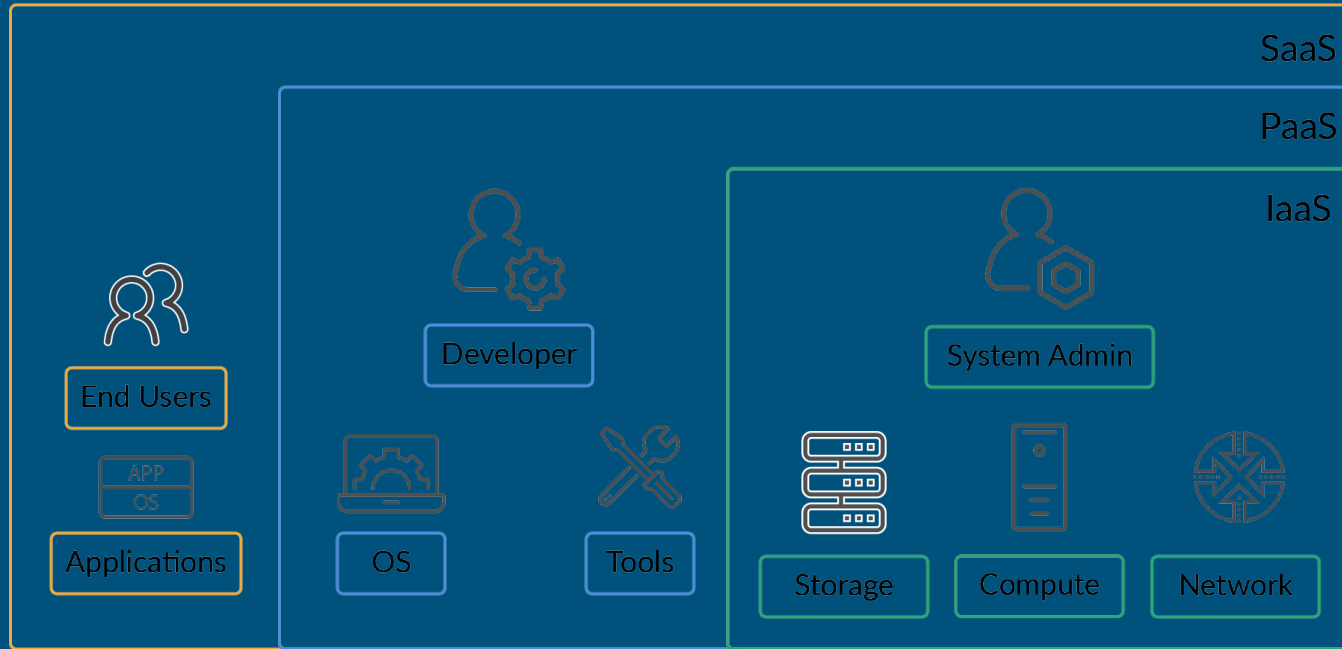 SaaS
PaaS
IaaS
Developer
System Admin
End Users
APP
OS
Applications
OS
Tools
Storage
Compute
Network